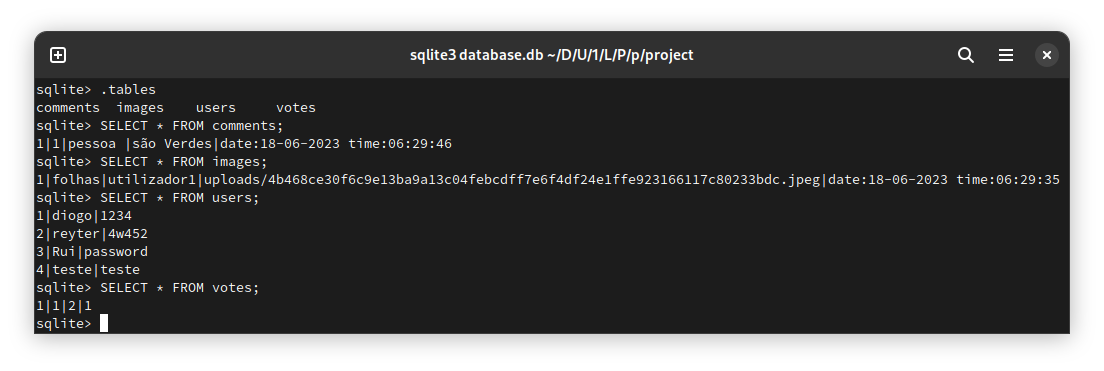 sqlite3 database.db ~/D/U/1/L/P/p/project
sqlite> .tables
comments  images    users     votes
sqlite> SELECT * FROM comments;
1|1|pessoa |são Verdes|date:18-06-2023 time:06:29:46
sqlite> SELECT * FROM images;
1|folhas|utilizador1|uploads/4b468ce30f6c9e13ba9a13c04febcdff7e6f4df24e1ffe923166117c80233bdc.jpeg|date:18-06-2023 time:06:29:35
sqlite> SELECT * FROM users;
1|diogo|1234
2|reyter|4w452
3|Rui|password
4|teste|teste
sqlite> SELECT * FROM votes;
1|1|2|1
sqlite>